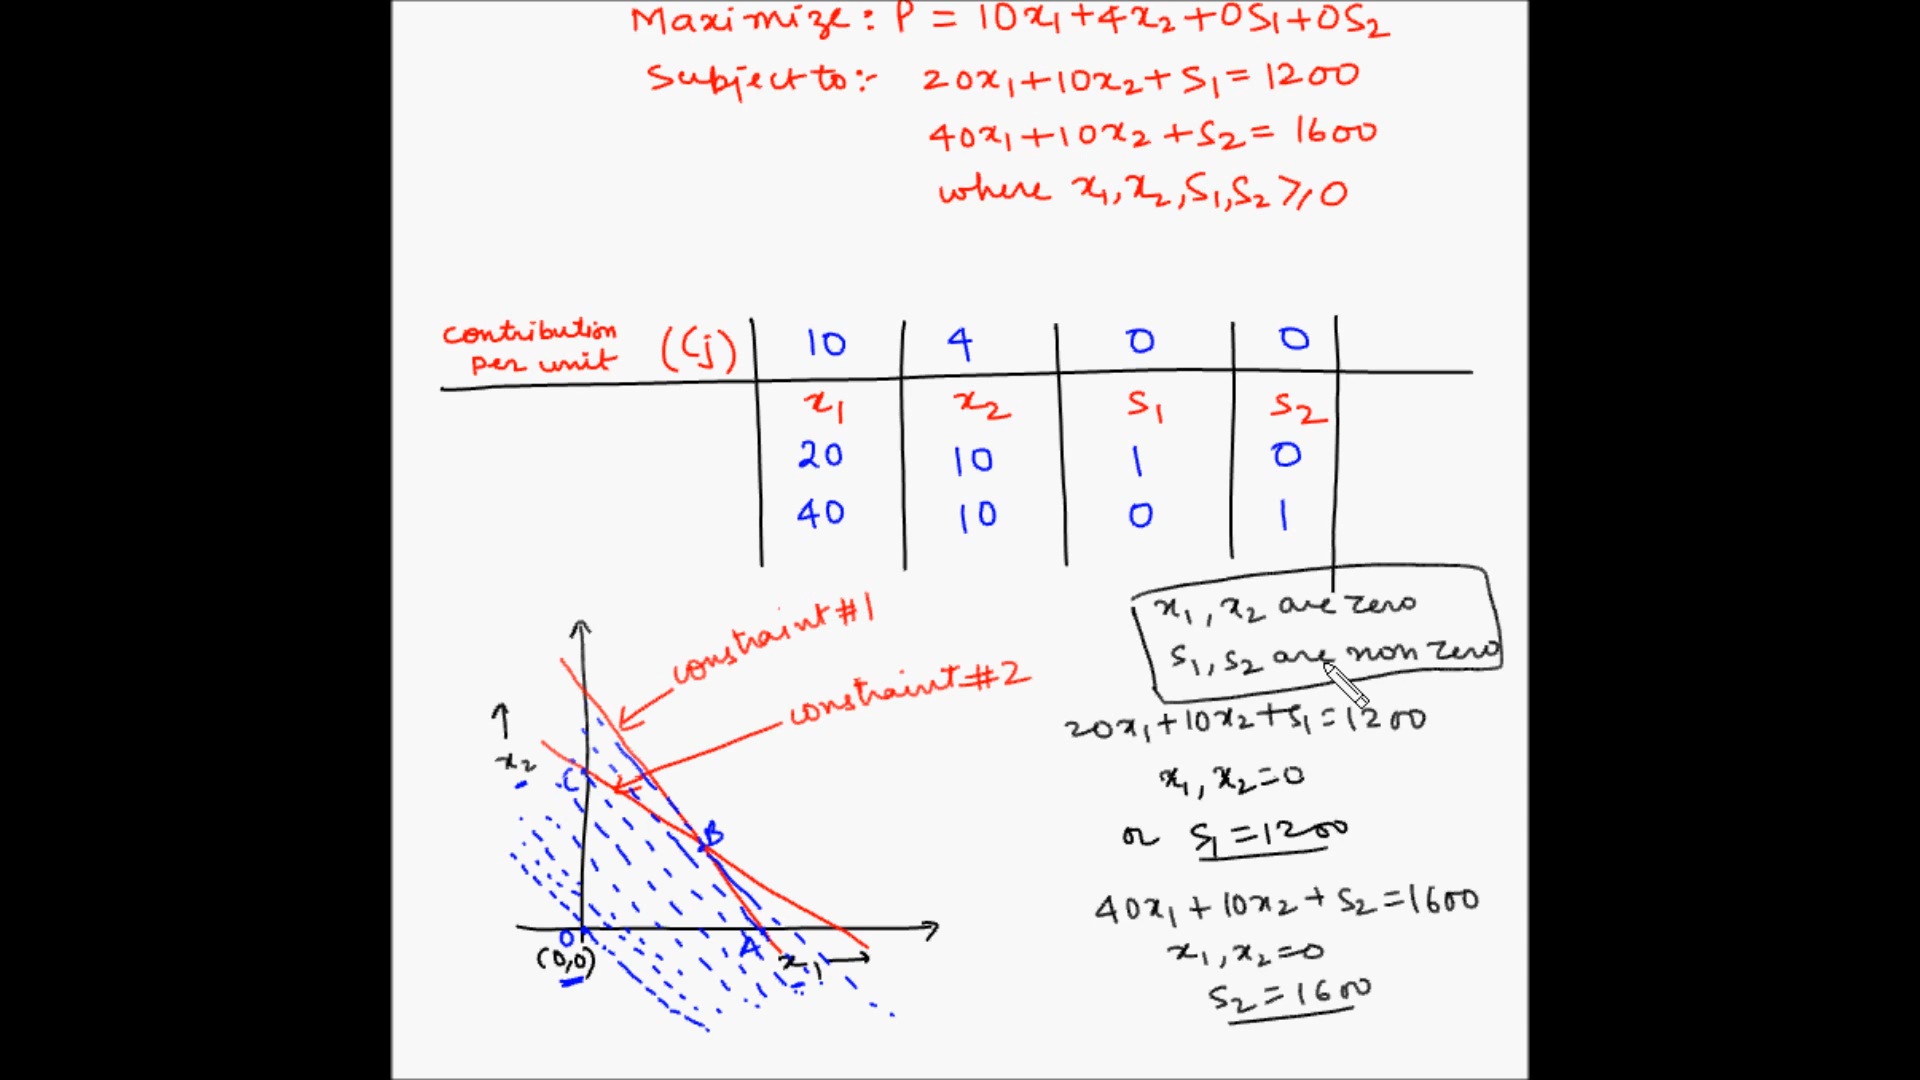 Maximize: P = 10x₁+4x₂+0S₁+0S₂
Subject to:- 20x₁+10x₂+S₁=1200
40x₁+10x₂+S₂=1600
where x₁,x₂,S₁,S₂ ≥ 0
contribution per unit (Cj) 10 4 0 0
x₁ x₂ S₁ S₂
20 10 1 0
40 10 0 1
constraint #1
constraint #2
x₁, x₂ are zero
S₁, S₂ are non zero
20x₁+10x₂+S₁=1200
x₁, x₂=0
or S₁=1200
40x₁+10x₂+S₂=1600
x₁, x₂=0
S₂=1600
x₂
C
B
O
A
(0,0)
x₁